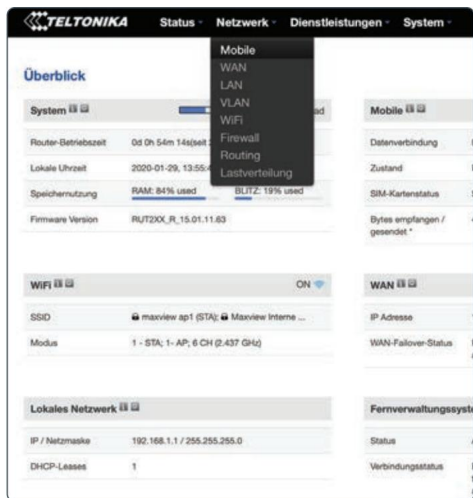 TELTONIKA Status Netzwerk Dienstleistungen System
Mobile
WAN
LAN
VLAN
WiFi
Firewall
Routing
Lastverteilung
Überblick
System ad
Router-Betriebszeit 0d 0h 54m 14s(seit
Lokale Uhrzeit 2020-01-29, 13:55:4
Speichernutzung RAM: 84% used BLITZ: 19% used
Firmware Version RUT2XX_R_15.01.11.63
Mobile
Datenverbindung
Zustand
SIM-Kartenstatus
Bytes empfangen /
gesendet *
WiFi ON
SSID maxview ap1 (STA); Maxview Interne ...
Modus 1 - STA; 1- AP; 6 CH (2.437 GHz)
WAN
IP Adresse
WAN-Failover-Status
Lokales Netzwerk
IP / Netzmaske 192.168.1.1 / 255.255.255.0
DHCP-Leases 1
Fernverwaltungssyste
Status
Verbindungsstatus